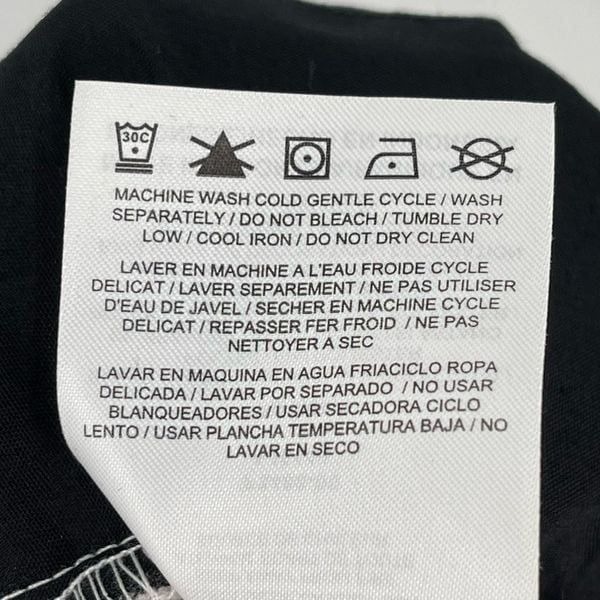 30C
MACHINE WASH COLD GENTLE CYCLE / WASH
SEPARATELY / DO NOT BLEACH / TUMBLE DRY
LOW / COOL IRON / DO NOT DRY CLEAN
LAVER EN MACHINE A L'EAU FROIDE CYCLE
DELICAT / LAVER SEPAREMENT / NE PAS UTILISER
D'EAU DE JAVEL / SECHER EN MACHINE CYCLE
DELICAT / REPASSER FER FROID / NE PAS
NETTOYER A SEC
LAVAR EN MAQUINA EN AGUA FRIACICLO ROPA
DELICADA / LAVAR POR SEPARADO / NO USAR
BLANQUEADORES / USAR SECADORA CICLO
LENTO / USAR PLANCHA TEMPERATURA BAJA / NO
LAVAR EN SECO